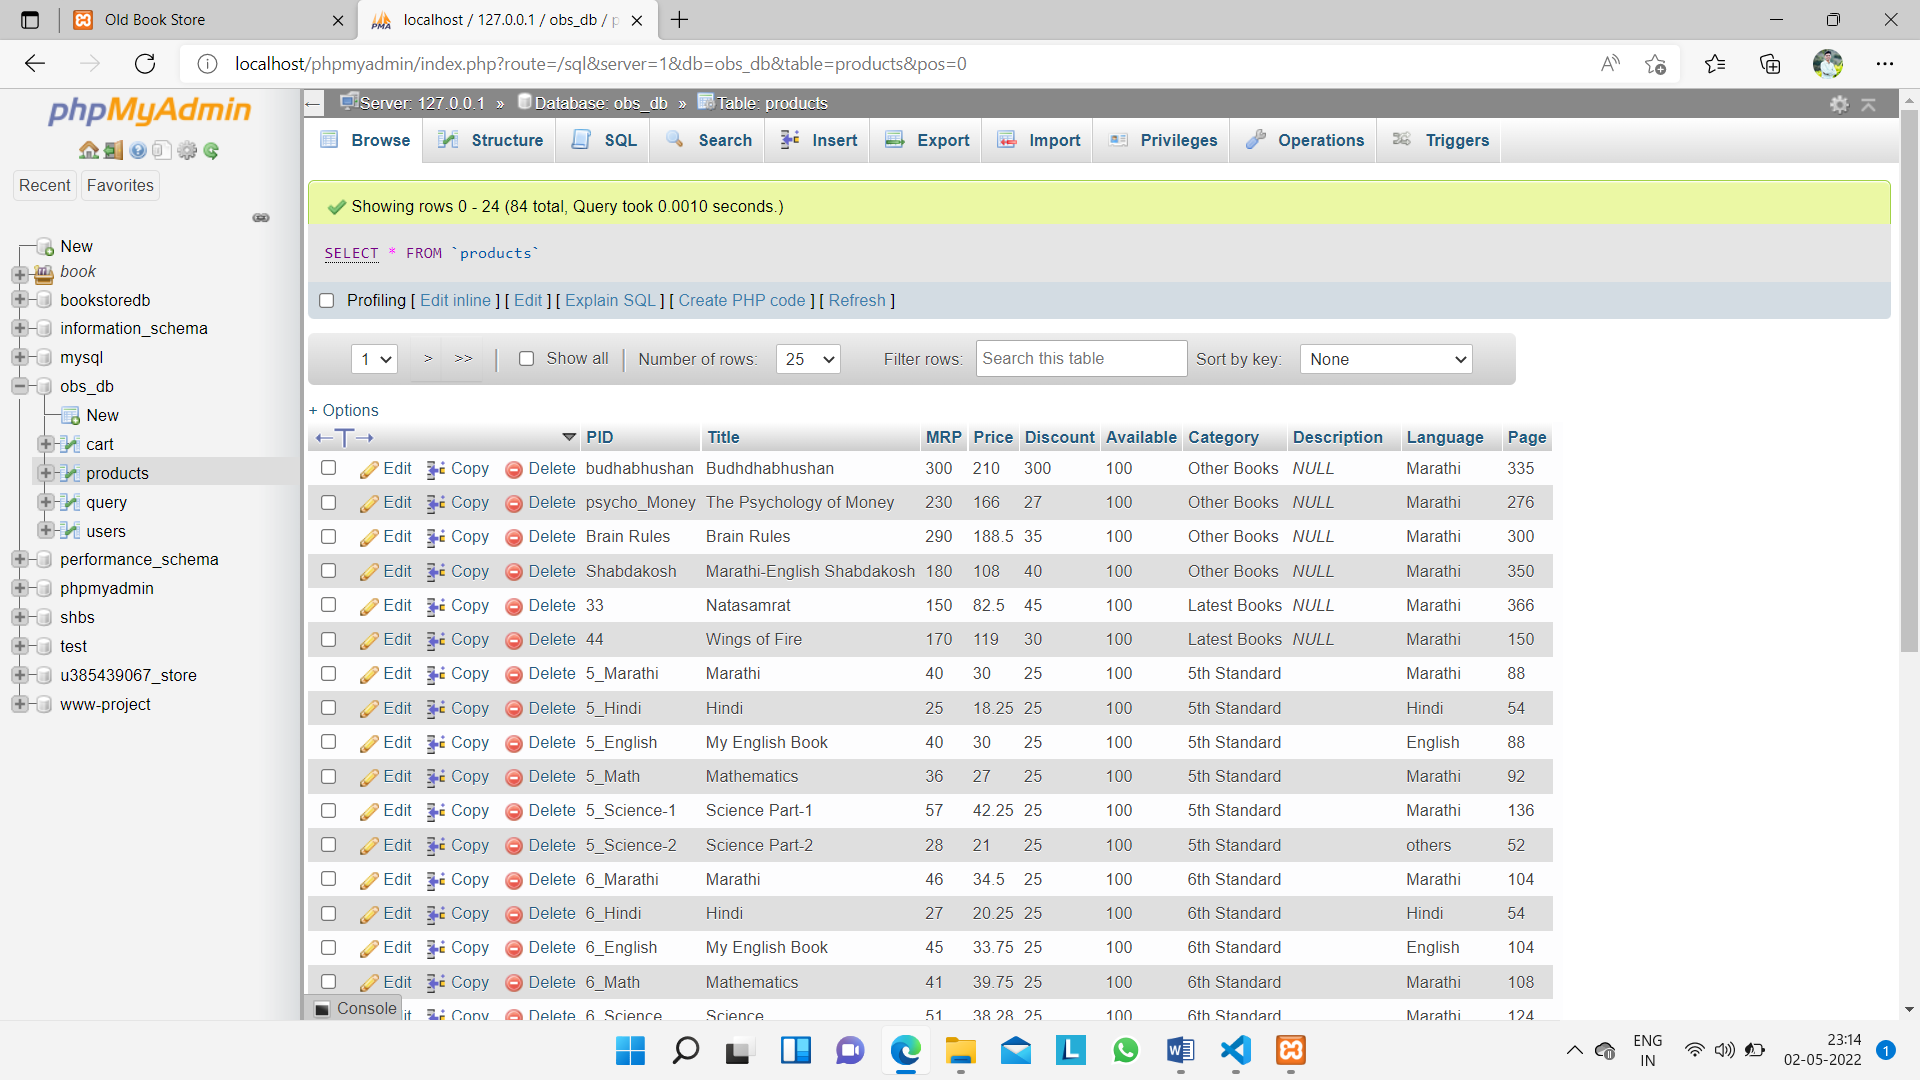 Old Book Store
localhost / 127.0.0.1 / obs_db / p
localhost/phpmyadmin/index.php?route=/sql&server=1&db=obs_db&table=products&pos=0
phpMyAdmin
Recent Favorites
New
book
bookstoredb
information_schema
mysql
obs_db
New
cart
products
query
users
performance_schema
phpmyadmin
shbs
test
u385439067_store
www-project
Server: 127.0.0.1 » Database: obs_db » Table: products
Browse Structure SQL Search Insert Export Import Privileges Operations Triggers
Showing rows 0 - 24 (84 total, Query took 0.0010 seconds.)
SELECT * FROM `products`
Profiling [ Edit inline ] [ Edit ] [ Explain SQL ] [ Create PHP code ] [ Refresh ]
1 > >> | Show all | Number of rows: 25 Filter rows: Search this table Sort by key: None
+ Options
←T→ PID Title MRP Price Discount Available Category Description Language Page
Edit Copy Delete budhabhushan Budhdhabhushan 300 210 300 100 Other Books NULL Marathi 335
Edit Copy Delete psycho_Money The Psychology of Money 230 166 27 100 Other Books NULL Marathi 276
Edit Copy Delete Brain Rules Brain Rules 290 188.5 35 100 Other Books NULL Marathi 300
Edit Copy Delete Shabdakosh Marathi-English Shabdakosh 180 108 40 100 Other Books NULL Marathi 350
Edit Copy Delete 33 Natasamrat 150 82.5 45 100 Latest Books NULL Marathi 366
Edit Copy Delete 44 Wings of Fire 170 119 30 100 Latest Books NULL Marathi 150
Edit Copy Delete 5_Marathi Marathi 40 30 25 100 5th Standard Marathi 88
Edit Copy Delete 5_Hindi Hindi 25 18.25 25 100 5th Standard Hindi 54
Edit Copy Delete 5_English My English Book 40 30 25 100 5th Standard English 88
Edit Copy Delete 5_Math Mathematics 36 27 25 100 5th Standard Marathi 92
Edit Copy Delete 5_Science-1 Science Part-1 57 42.25 25 100 5th Standard Marathi 136
Edit Copy Delete 5_Science-2 Science Part-2 28 21 25 100 5th Standard others 52
Edit Copy Delete 6_Marathi Marathi 46 34.5 25 100 6th Standard Marathi 104
Edit Copy Delete 6_Hindi Hindi 27 20.25 25 100 6th Standard Hindi 54
Edit Copy Delete 6_English My English Book 45 33.75 25 100 6th Standard English 104
Edit Copy Delete 6_Math Mathematics 41 39.75 25 100 6th Standard Marathi 108
Copy Delete 6_Science Science 51 38.28 25 100 6th Standard Marathi 124
Console
ENG
IN
23:14
02-05-2022
1